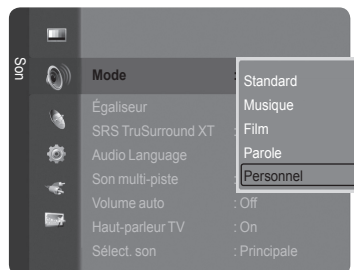 Son
Mode :
Standard
Musique
Film
Parole
Personnel
Égaliseur
SRS TruSurround XT :
Audio Language
Son multi-piste :
Volume auto : Off
Haut-parleur TV : On
Sélect. son : Principale